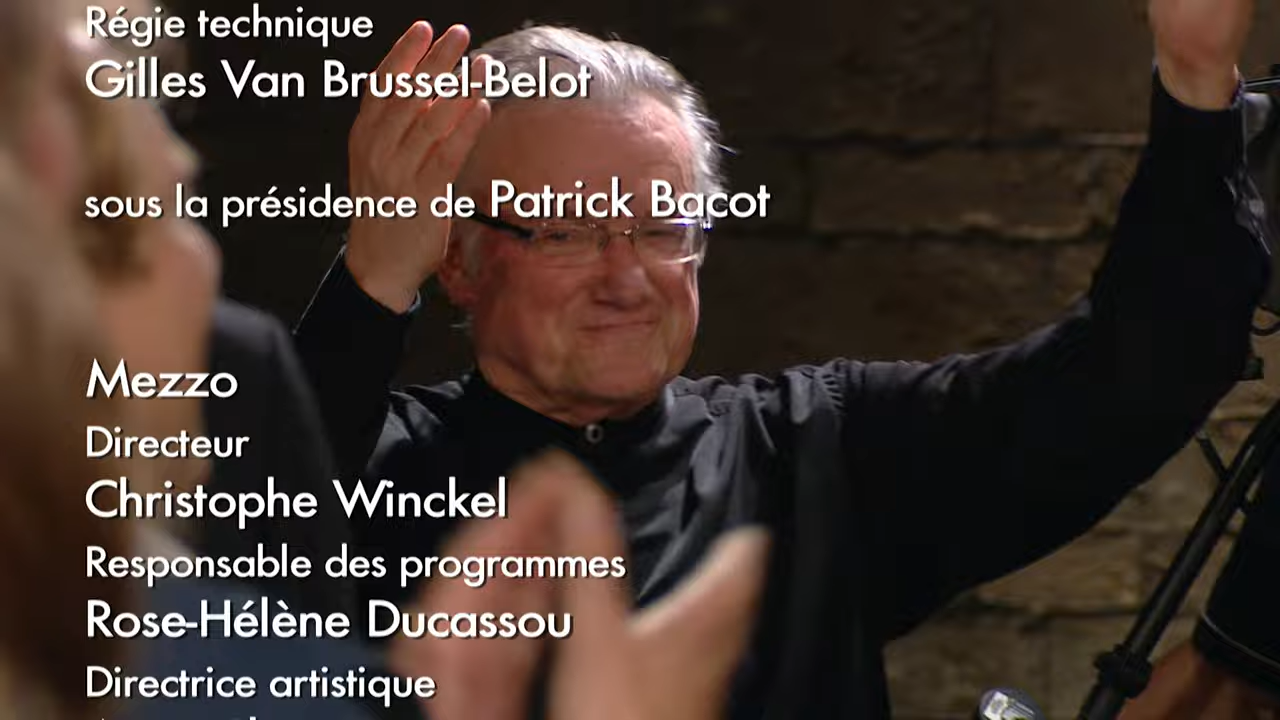 Régie technique
Gilles Van Brussel-Belot
sous la présidence de Patrick Bacot
Mezzo
Directeur
Christophe Winckel
Responsable des programmes
Rose-Hélène Ducassou
Directrice artistique